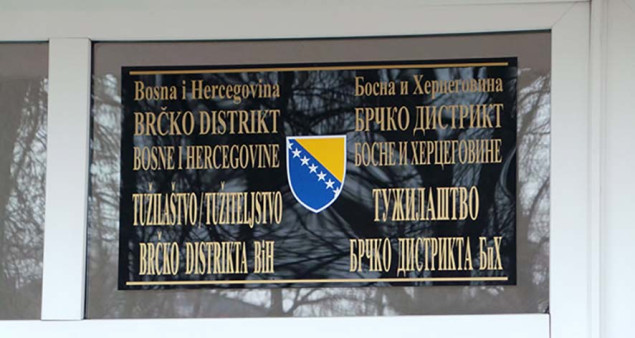 Bosna i Hercegovina
BRČKO DISTRIKT
BOSNE I HERCEGOVINE
TUŽILAŠTVO/TUŽITELJSTVO
BRČKO DISTRIKTA BiH
Босна и Херцеговина
БРЧКО ДИСТРИКТ
БОСНЕ И ХЕРЦЕГОВИНЕ
ТУЖИЛАШТВО
БРЧКО ДИСТРИКТА БиХ